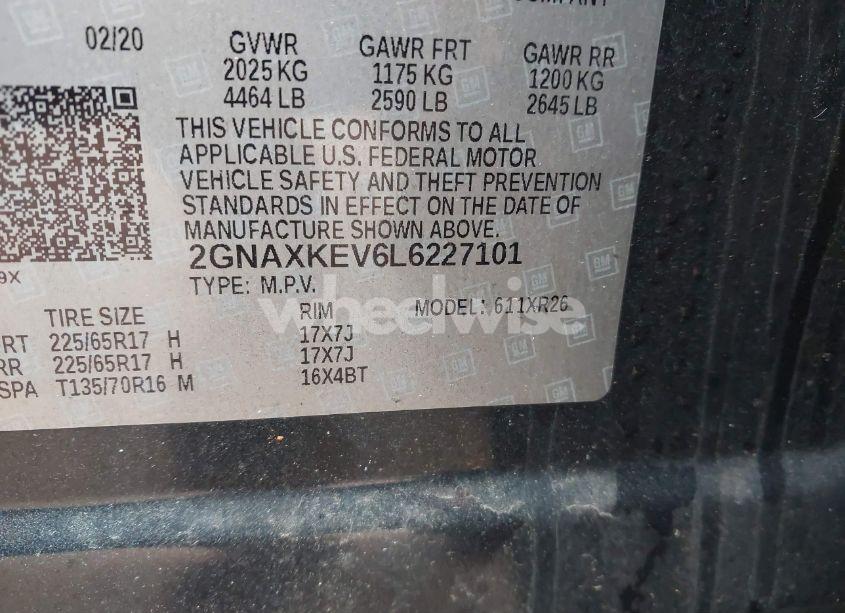 COMPANY
02/20 GVWR GAWR FRT GAWR RR
2025 KG 1175 KG 1200 KG
4464 LB 2590 LB 2645 LB
THIS VEHICLE CONFORMS TO ALL
APPLICABLE U.S. FEDERAL MOTOR
VEHICLE SAFETY AND THEFT PREVENTION
STANDARDS IN EFFECT ON THE DATE OF
MANUFACTURE SHOWN ABOVE.
2GNAXKEV6L6227101
9X
TYPE: M.P.V. MODEL: 611XR26
wheelwise
TIRE SIZE RIM
RT 225/65R17 H 17X7J
RR 225/65R17 H 17X7J
SPA T135/70R16 M 16X4BT
GM